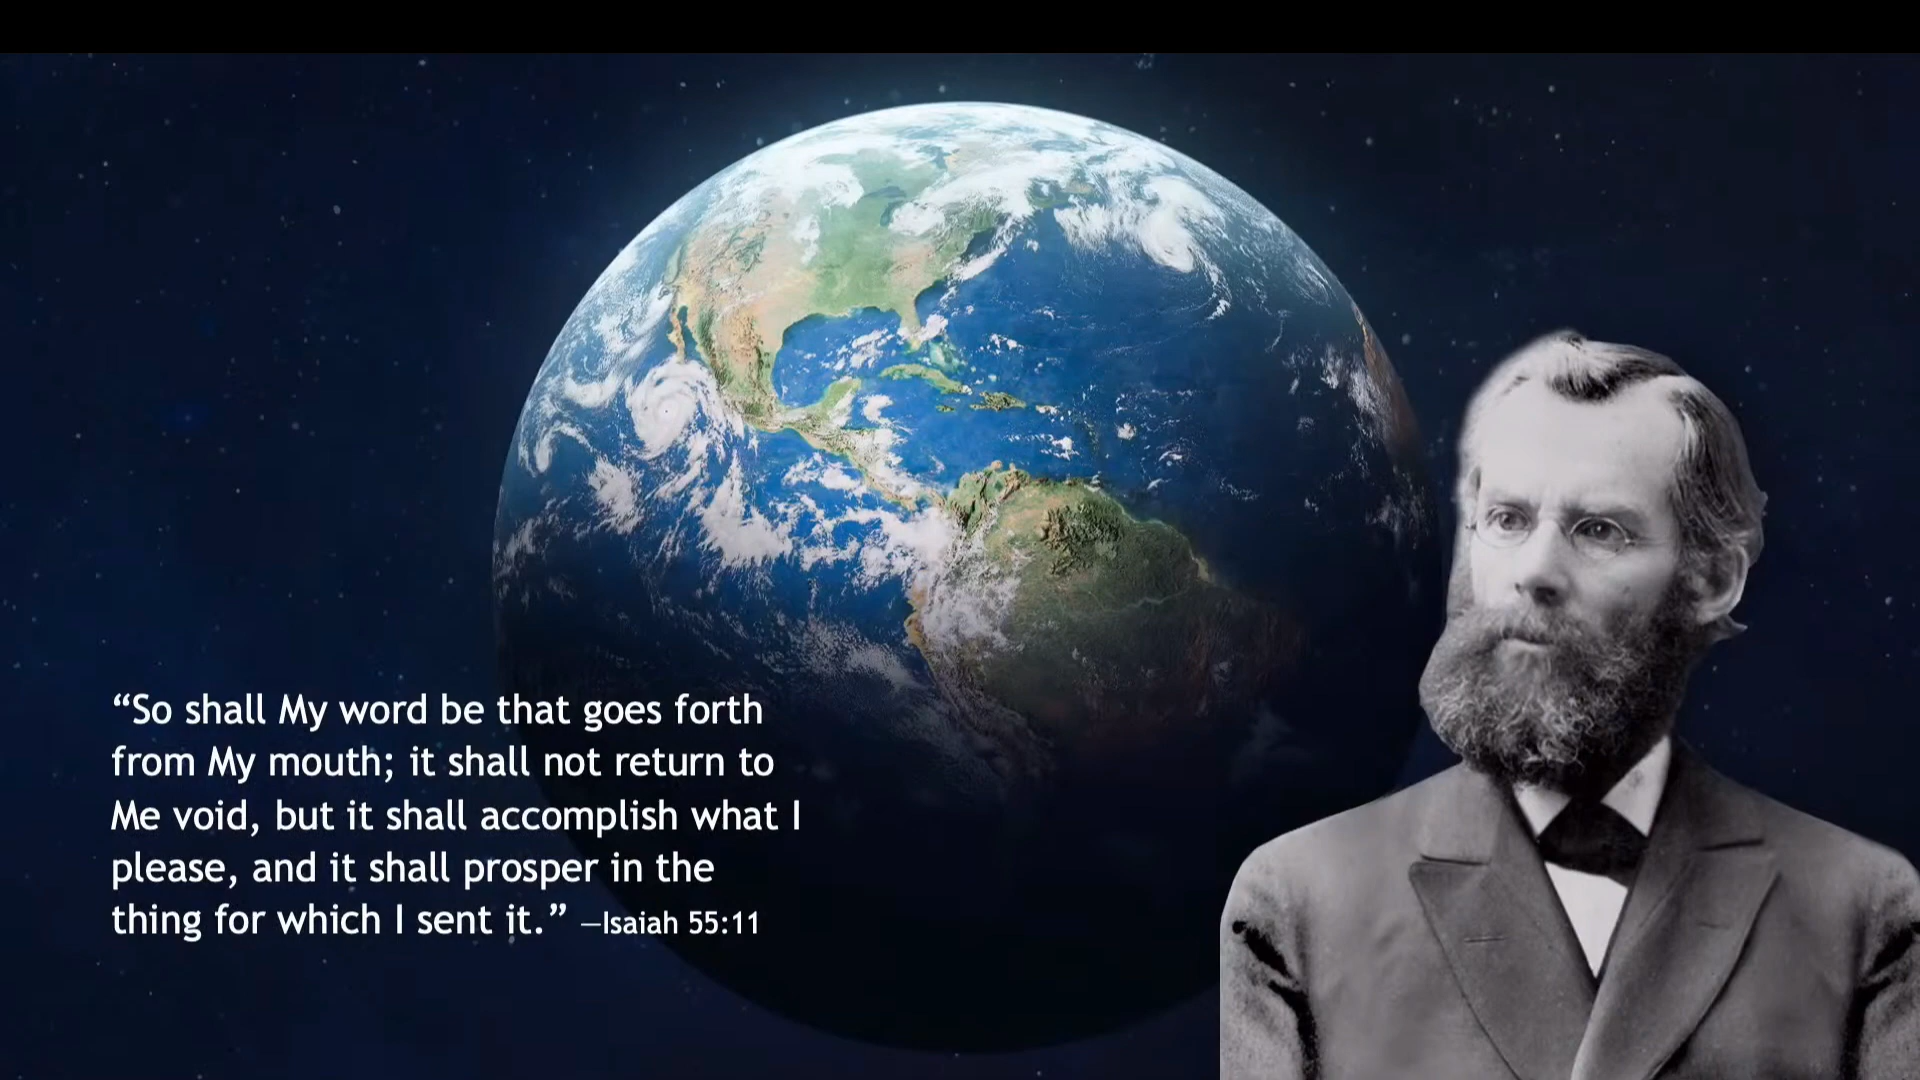 “So shall My word be that goes forth
from My mouth; it shall not return to
Me void, but it shall accomplish what I
please, and it shall prosper in the
thing for which I sent it.” —Isaiah 55:11